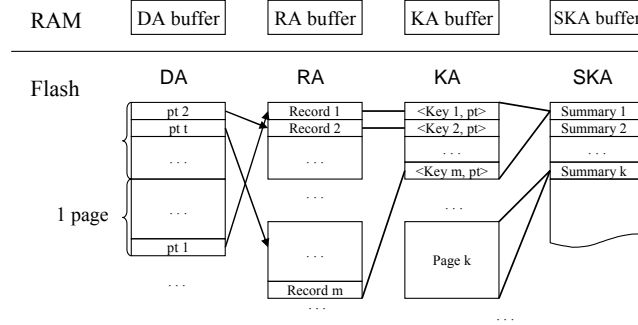 RAM
DA buffer
RA buffer
KA buffer
SKA buffer
Flash
DA
RA
KA
SKA
pt 2
pt t
. . .
. . .
pt 1
. . .
1 page
Record 1
Record 2
. . .
. . .
. . .
Record m
. . .
<Key 1, pt>
<Key 2, pt>
. . .
<Key m, pt>
. . .
Page k
. . .
Summary 1
Summary 2
. . .
Summary k